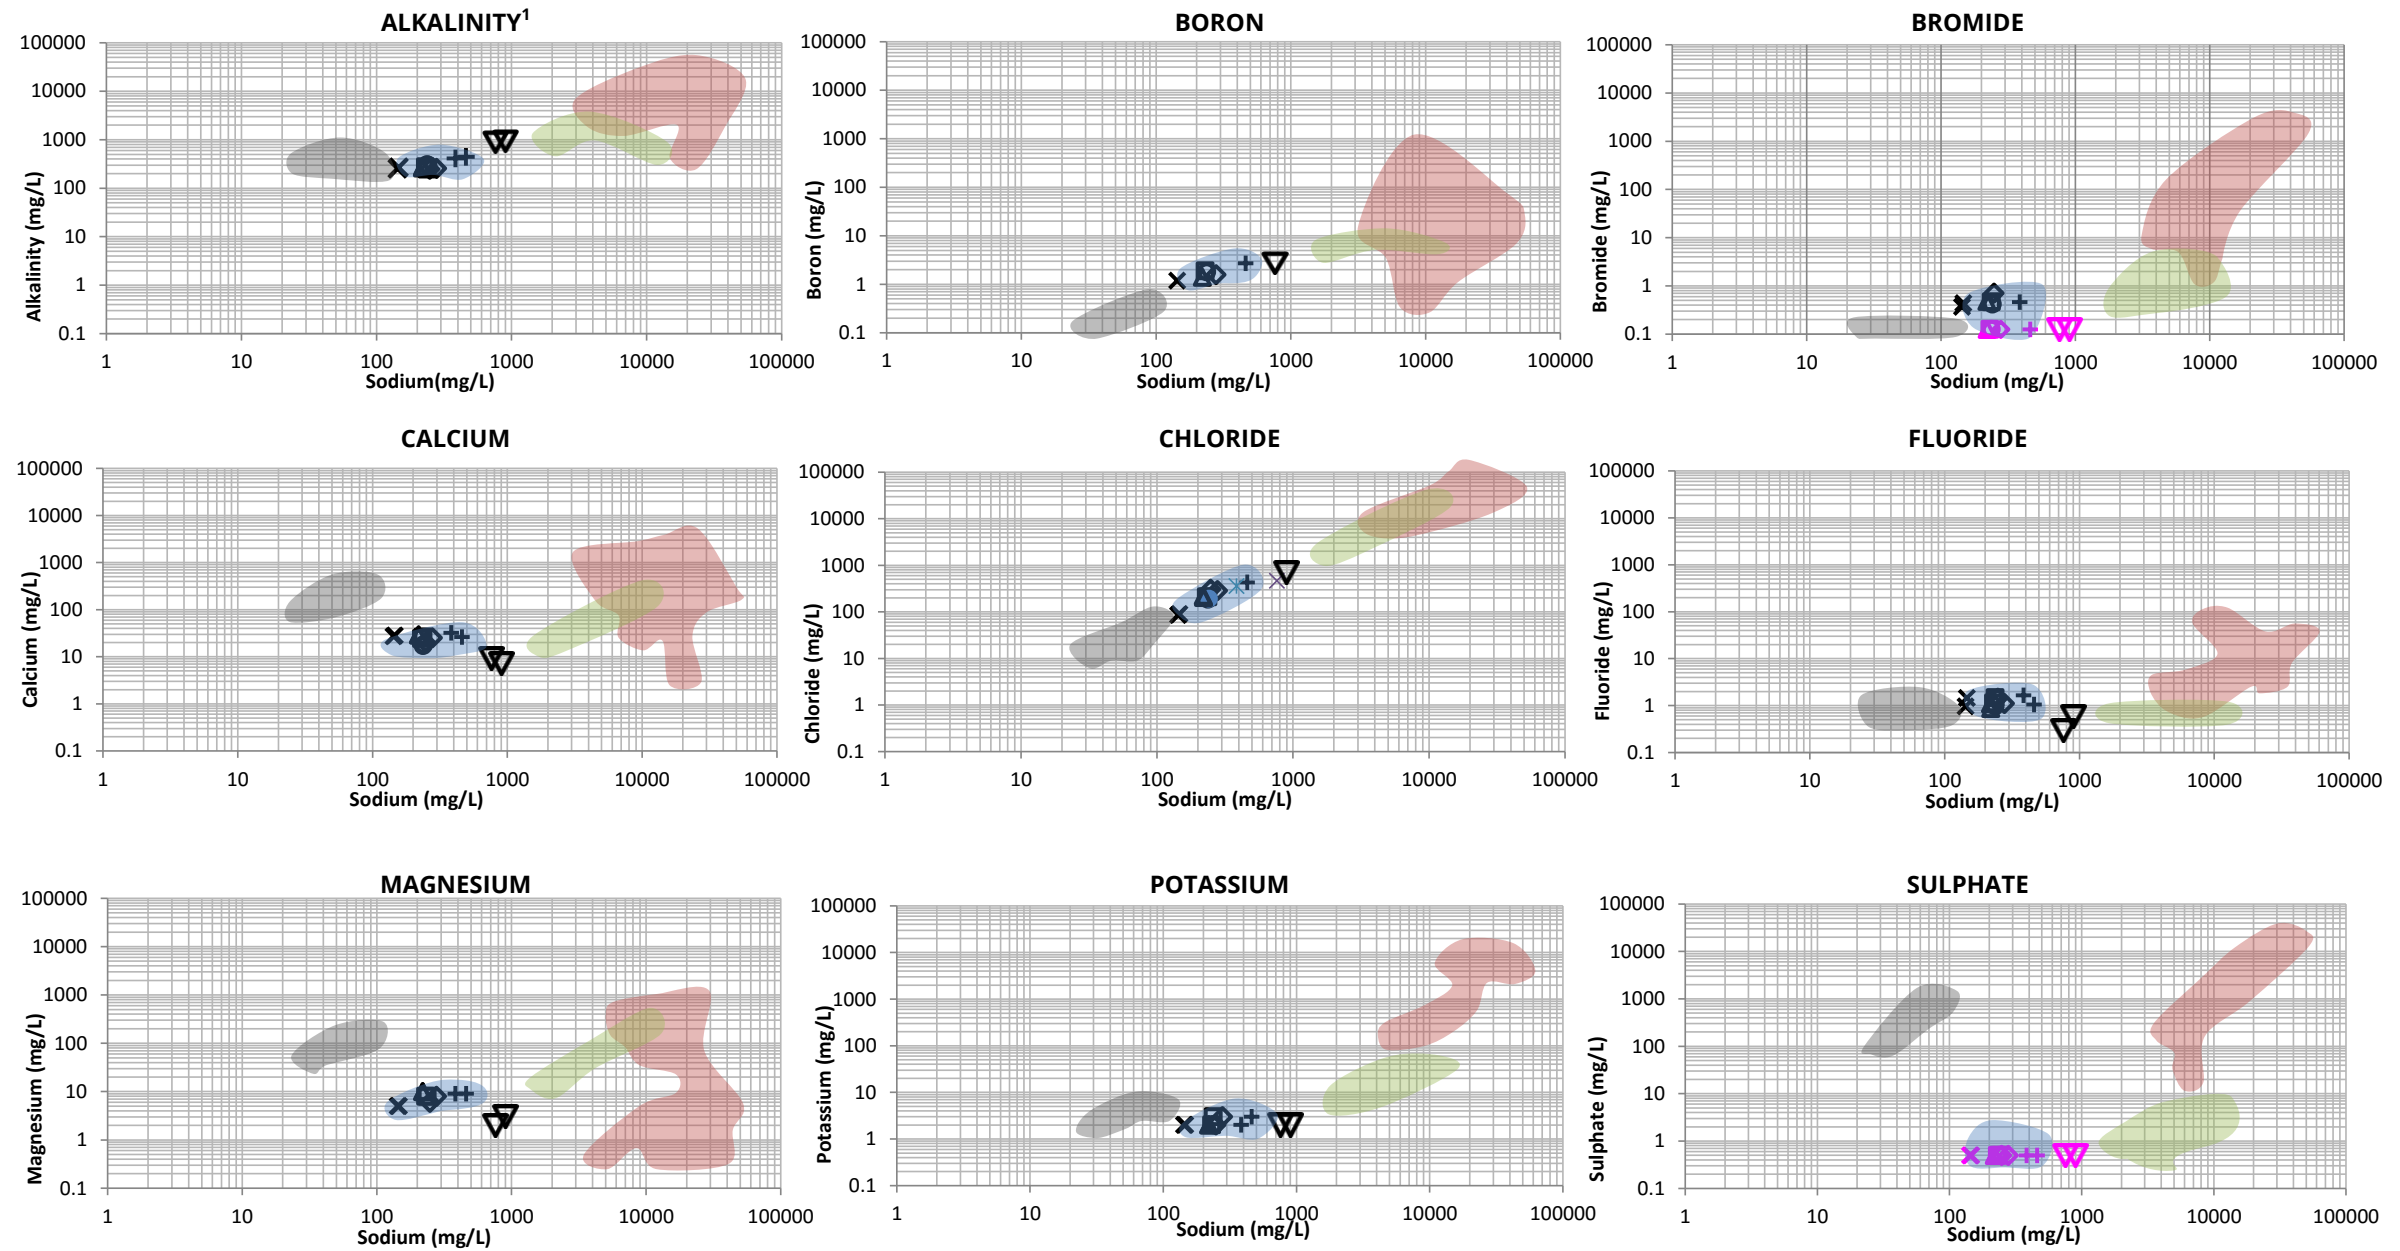 ALKALINITY¹
BORON
BROMIDE
100000
10000
1000
100
10
1
0.1
Alkalinity (mg/L)
1 10 100 1000 10000 100000
Sodium(mg/L)
100000
10000
1000
100
10
1
0.1
Boron (mg/L)
1 10 100 1000 10000 100000
Sodium (mg/L)
100000
10000
1000
100
10
1
0.1
Bromide (mg/L)
1 10 100 1000 10000 100000
Sodium (mg/L)
CALCIUM
CHLORIDE
FLUORIDE
100000
10000
1000
100
10
1
0.1
Calcium (mg/L)
1 10 100 1000 10000 100000
Sodium (mg/L)
100000
10000
1000
100
10
1
0.1
Chloride (mg/L)
1 10 100 1000 10000 100000
Sodium (mg/L)
100000
10000
1000
100
10
1
0.1
Fluoride (mg/L)
1 10 100 1000 10000 100000
Sodium (mg/L)
MAGNESIUM
POTASSIUM
SULPHATE
100000
10000
1000
100
10
1
0.1
Magnesium (mg/L)
1 10 100 1000 10000 100000
Sodium (mg/L)
100000
10000
1000
100
10
1
0.1
Potassium (mg/L)
1 10 100 1000 10000 100000
Sodium (mg/L)
100000
10000
1000
100
10
1
0.1
Sulphate (mg/L)
1 10 100 1000 10000 100000
Sodium (mg/L)